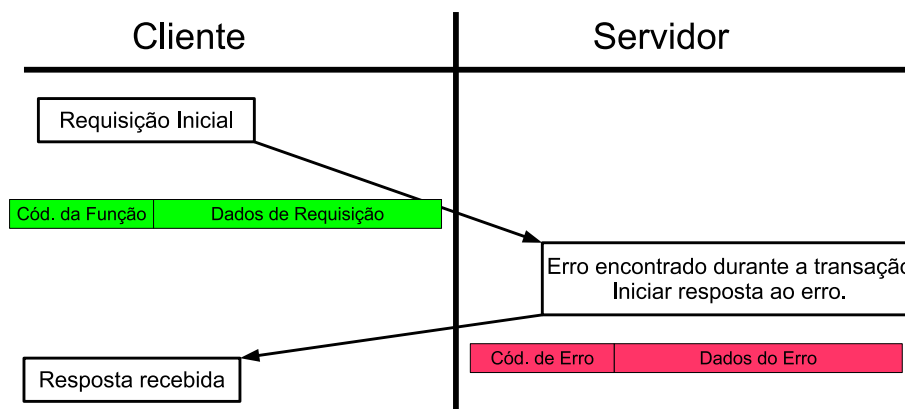 Cliente
Servidor
Requisição Inicial
Cód. da Função
Dados de Requisição
Erro encontrado durante a transação
Iniciar resposta ao erro.
Cód. de Erro
Dados do Erro
Resposta recebida